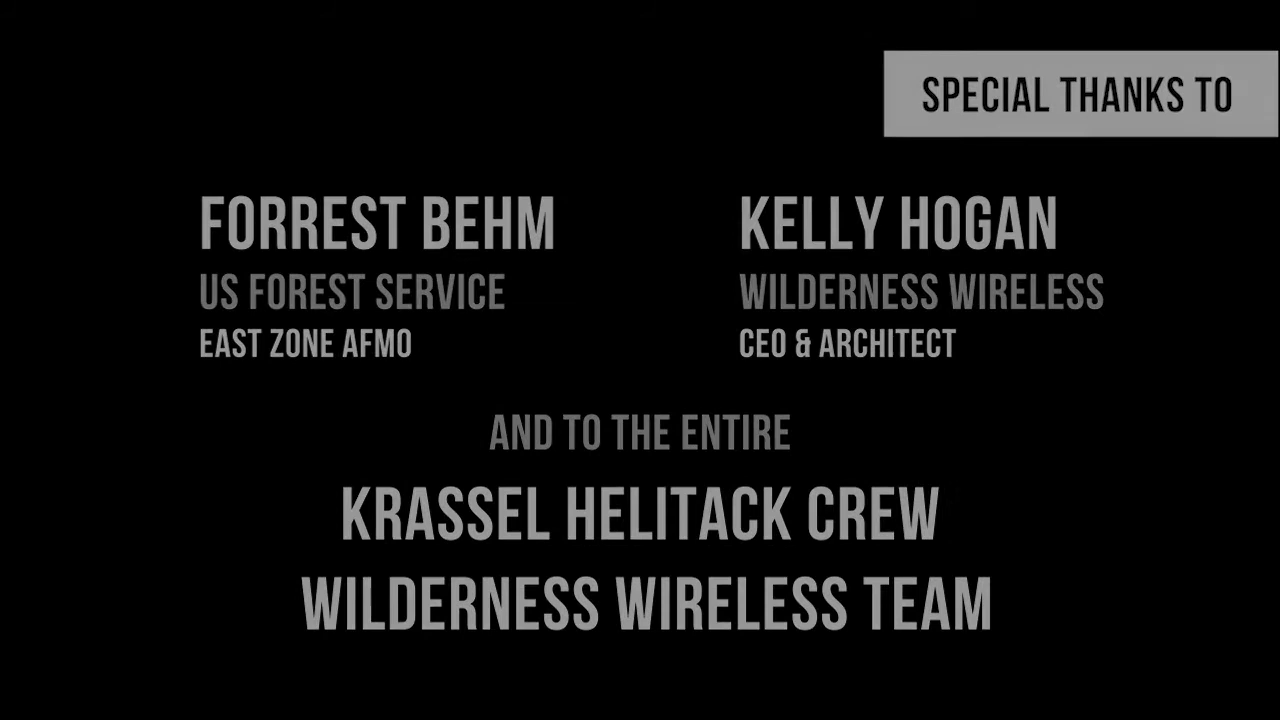 SPECIAL THANKS TO
FORREST BEHM
US FOREST SERVICE
EAST ZONE AFMO
KELLY HOGAN
WILDERNESS WIRELESS
CEO & ARCHITECT
AND TO THE ENTIRE
KRASSEL HELITACK CREW
WILDERNESS WIRELESS TEAM